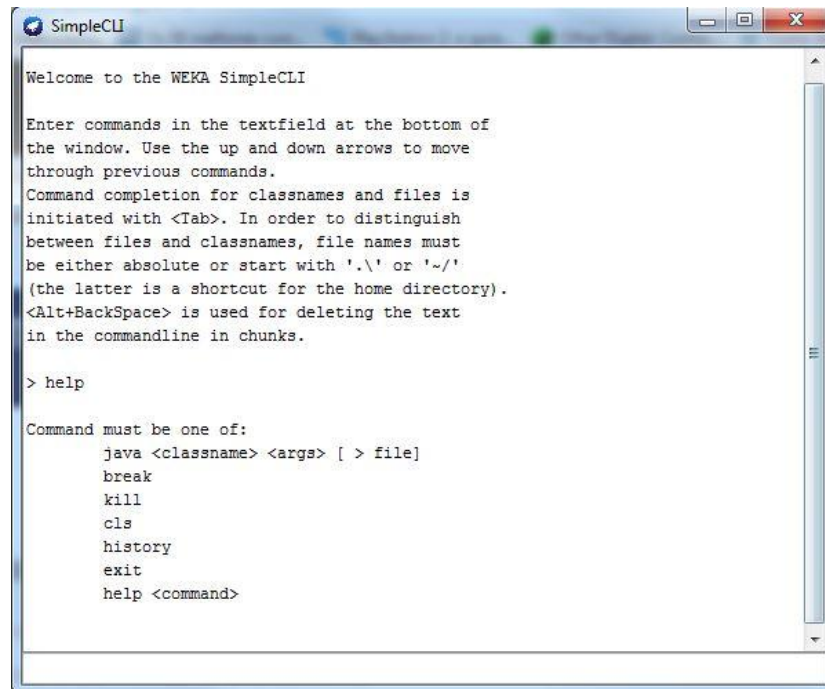 SimpleCLI
Welcome to the WEKA SimpleCLI
Enter commands in the textfield at the bottom of
the window. Use the up and down arrows to move
through previous commands.
Command completion for classnames and files is
initiated with <Tab>. In order to distinguish
between files and classnames, file names must
be either absolute or start with '.\' or '~/'
(the latter is a shortcut for the home directory).
<Alt+BackSpace> is used for deleting the text
in the commandline in chunks.
> help
Command must be one of:
java <classname> <args> [ > file]
break
kill
cls
history
exit
help <command>